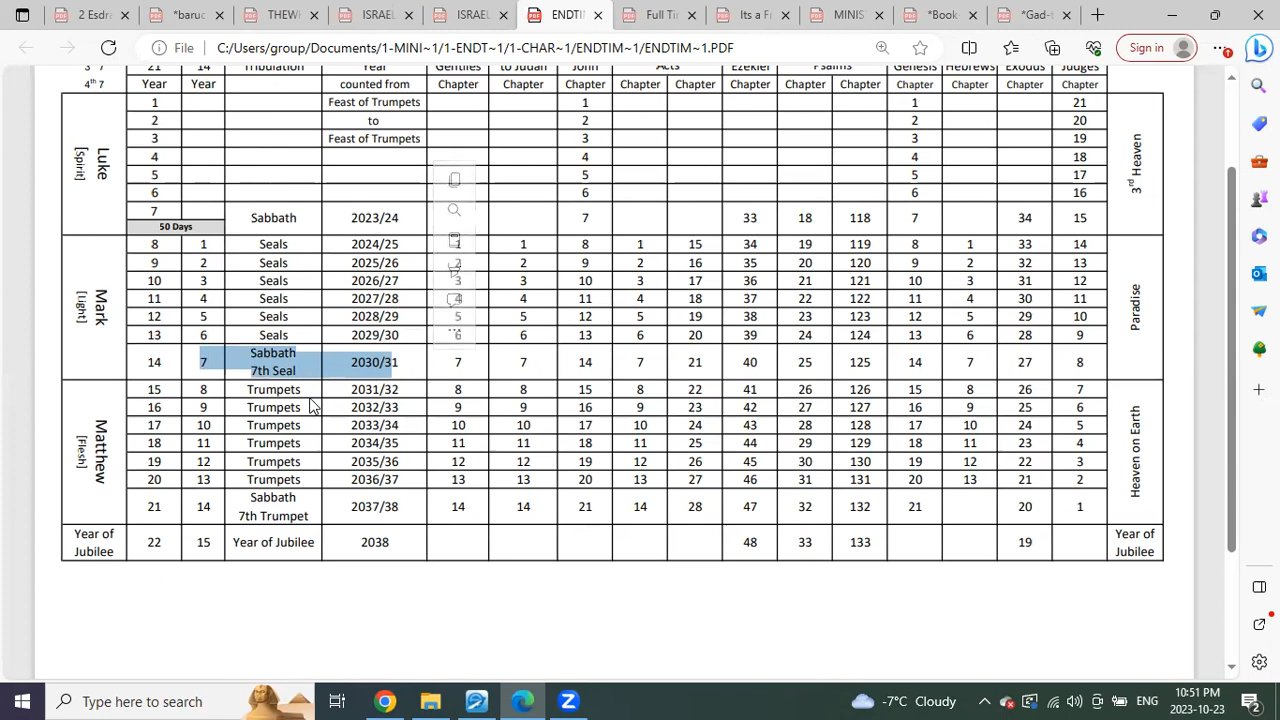 2 Esdra
*baruc
THEWH
ISRAEL
ISRAEL
ENDTIM
Full Tir
Its a Fr
MINIS
*Book-
*Gad-t
File C:/Users/group/Documents/1-MINI~1/1-ENDT~1/1-CHAR~1/ENDTIM~1/ENDTIM~1.PDF Sign in
21 14 Tribulation Year Gentiles to Judah John Acts Ezekiel Psalms Genesis Hebrews Exodus Judges
4th 7 Year Year counted from Chapter Chapter Chapter Chapter Chapter Chapter Chapter Chapter Chapter Chapter Chapter Chapter
Luke
[Spirit]
1 Feast of Trumpets 1 1 21
2 to 2 2 20
3 Feast of Trumpets 3 3 19
4 4 4 18
5 5 5 17
6 6 6 16
7 Sabbath 2023/24 7 33 18 118 7 34 15
50 Days
3rd Heaven
Mark
[Light]
8 1 Seals 2024/25 1 1 8 1 15 34 19 119 8 1 33 14
9 2 Seals 2025/26 2 2 9 2 16 35 20 120 9 2 32 13
10 3 Seals 2026/27 3 3 10 3 17 36 21 121 10 3 31 12
11 4 Seals 2027/28 4 4 11 4 18 37 22 122 11 4 30 11
12 5 Seals 2028/29 5 5 12 5 19 38 23 123 12 5 29 10
13 6 Seals 2029/30 6 6 13 6 20 39 24 124 13 6 28 9
14 7 Sabbath 2030/31 7 7 14 7 21 40 25 125 14 7 27 8
7th Seal
Paradise
Matthew
[Flesh]
15 8 Trumpets 2031/32 8 8 15 8 22 41 26 126 15 8 26 7
16 9 Trumpets 2032/33 9 9 16 9 23 42 27 127 16 9 25 6
17 10 Trumpets 2033/34 10 10 17 10 24 43 28 128 17 10 24 5
18 11 Trumpets 2034/35 11 11 18 11 25 44 29 129 18 11 23 4
19 12 Trumpets 2035/36 12 12 19 12 26 45 30 130 19 12 22 3
20 13 Trumpets 2036/37 13 13 20 13 27 46 31 131 20 13 21 2
21 14 Sabbath 2037/38 14 14 21 14 28 47 32 132 21 20 1
7th Trumpet
Heaven on Earth
Year of
Jubilee
22 15 Year of Jubilee 2038 48 33 133 19
Year of
Jubilee
Type here to search
-7°C Cloudy
ENG
10:51 PM
2023-10-23
2